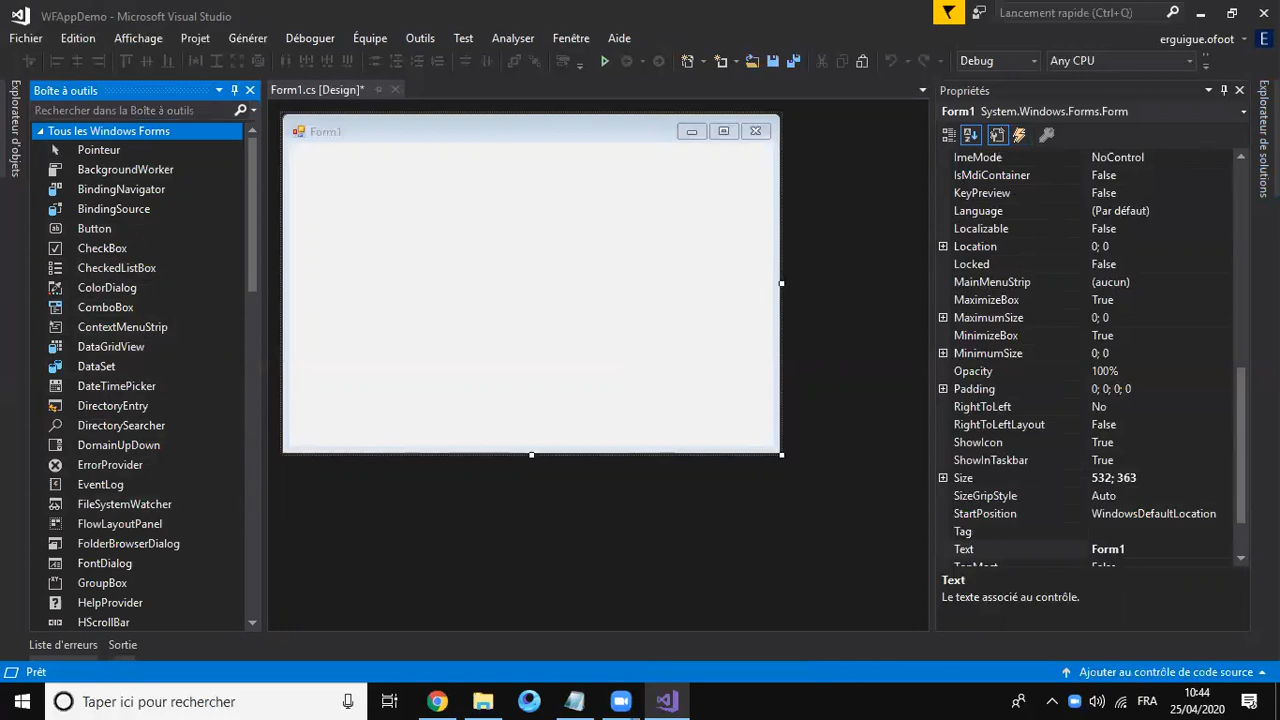 WFAppDemo - Microsoft Visual Studio
Lancement rapide (Ctrl+Q)
Fichier Edition Affichage Projet Générer Déboguer Équipe Outils Test Analyser Fenêtre Aide
erguigue.ofoot E
Debug Any CPU
Explorateur d'objets
Boîte à outils
Rechercher dans la Boîte à outils
Tous les Windows Forms
Pointeur
BackgroundWorker
BindingNavigator
BindingSource
Button
CheckBox
CheckedListBox
ColorDialog
ComboBox
ContextMenuStrip
DataGridView
DataSet
DateTimePicker
DirectoryEntry
DirectorySearcher
DomainUpDown
ErrorProvider
EventLog
FileSystemWatcher
FlowLayoutPanel
FolderBrowserDialog
FontDialog
GroupBox
HelpProvider
HScrollBar
Form1.cs [Design]*
Form1
Propriétés
Form1 System.Windows.Forms.Form
ImeMode NoControl
IsMdiContainer False
KeyPreview False
Language (Par défaut)
Localizable False
Location 0; 0
Locked False
MainMenuStrip (aucun)
MaximizeBox True
MaximumSize 0; 0
MinimizeBox True
MinimumSize 0; 0
Opacity 100%
Padding 0; 0; 0; 0
RightToLeft No
RightToLeftLayout False
ShowIcon True
ShowInTaskbar True
Size 532; 363
SizeGripStyle Auto
StartPosition WindowsDefaultLocation
Tag
Text Form1
TopMost False
Text
Le texte associé au contrôle.
Explorateur de solutions
Liste d'erreurs Sortie
Prêt
Ajouter au contrôle de code source
Taper ici pour rechercher
FRA
10:44
25/04/2020